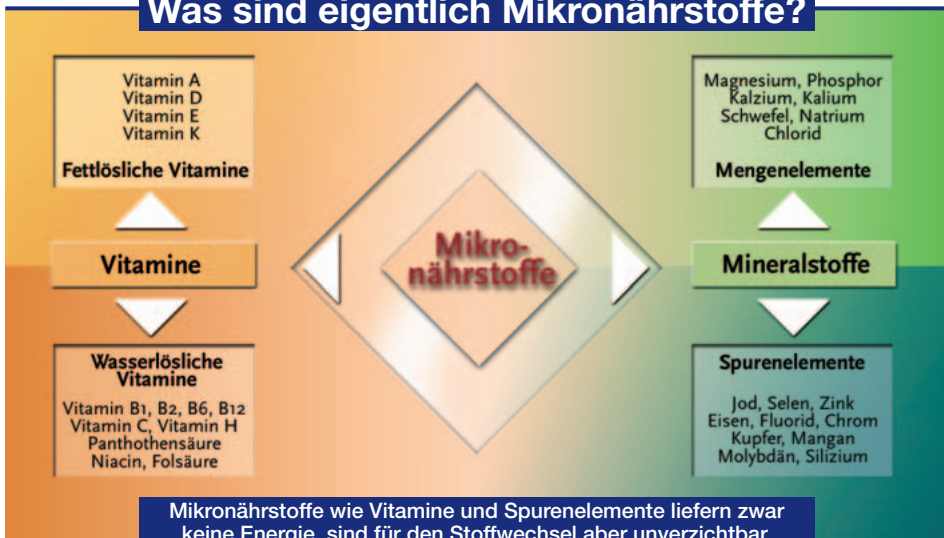 Was sind eigentlich Mikronährstoffe?
Vitamin A
Vitamin D
Vitamin E
Vitamin K
Fettlösliche Vitamine
Vitamine
Wasserlösliche
Vitamine
Vitamin B1, B2, B6, B12
Vitamin C, Vitamin H
Panthothensäure
Niacin, Folsäure
Mikro-
nährstoffe
Magnesium, Phosphor
Kalzium, Kalium
Schwefel, Natrium
Chlorid
Mengenelemente
Mineralstoffe
Spurenelemente
Jod, Selen, Zink
Eisen, Fluorid, Chrom
Kupfer, Mangan
Molybdän, Silizium
Mikronährstoffe wie Vitamine und Spurenelemente liefern zwar
keine Energie, sind für den Stoffwechsel aber unverzichtbar.